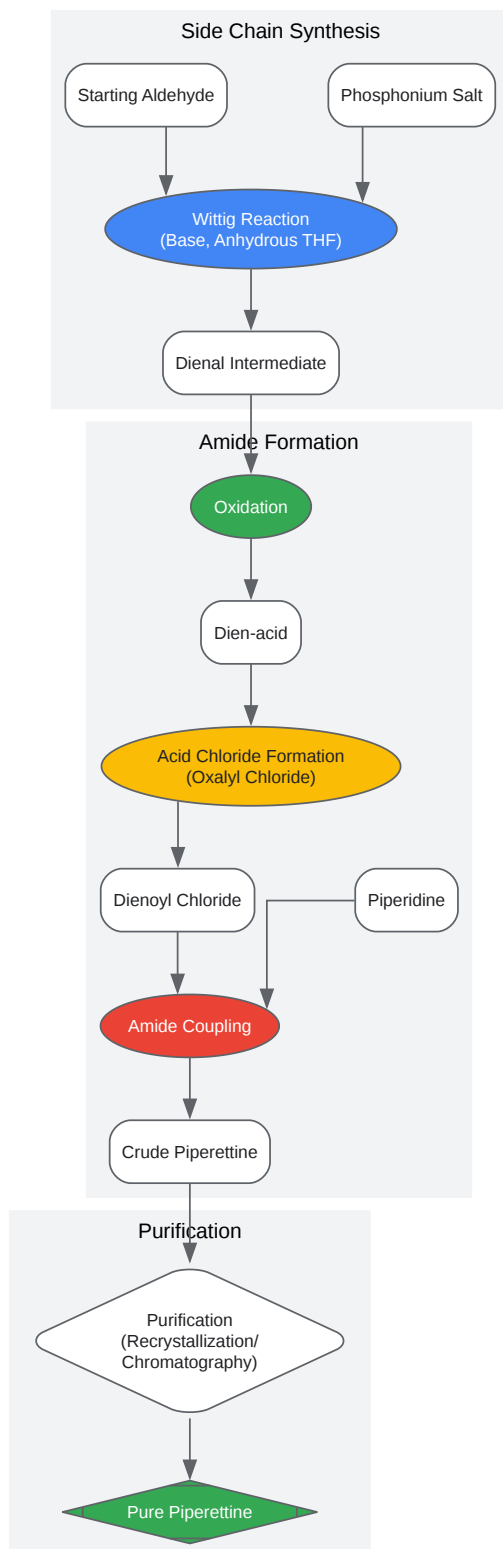 Side Chain Synthesis
Starting Aldehyde
Phosphonium Salt
Wittig Reaction
(Base, Anhydrous THF)
Dienal Intermediate
Amide Formation
Oxidation
Dien-acid
Acid Chloride Formation
(Oxalyl Chloride)
Dienoyl Chloride
Piperidine
Amide Coupling
Crude Piperettine
Purification
Purification
(Recrystallization/
Chromatography)
Pure Piperettine